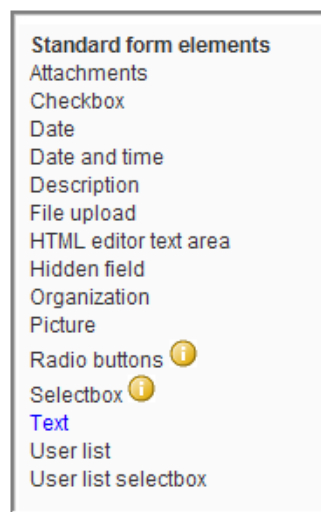 Standard form elements
Attachments
Checkbox
Date
Date and time
Description
File upload
HTML editor text area
Hidden field
Organization
Picture
Radio buttons
Selectbox
Text
User list
User list selectbox